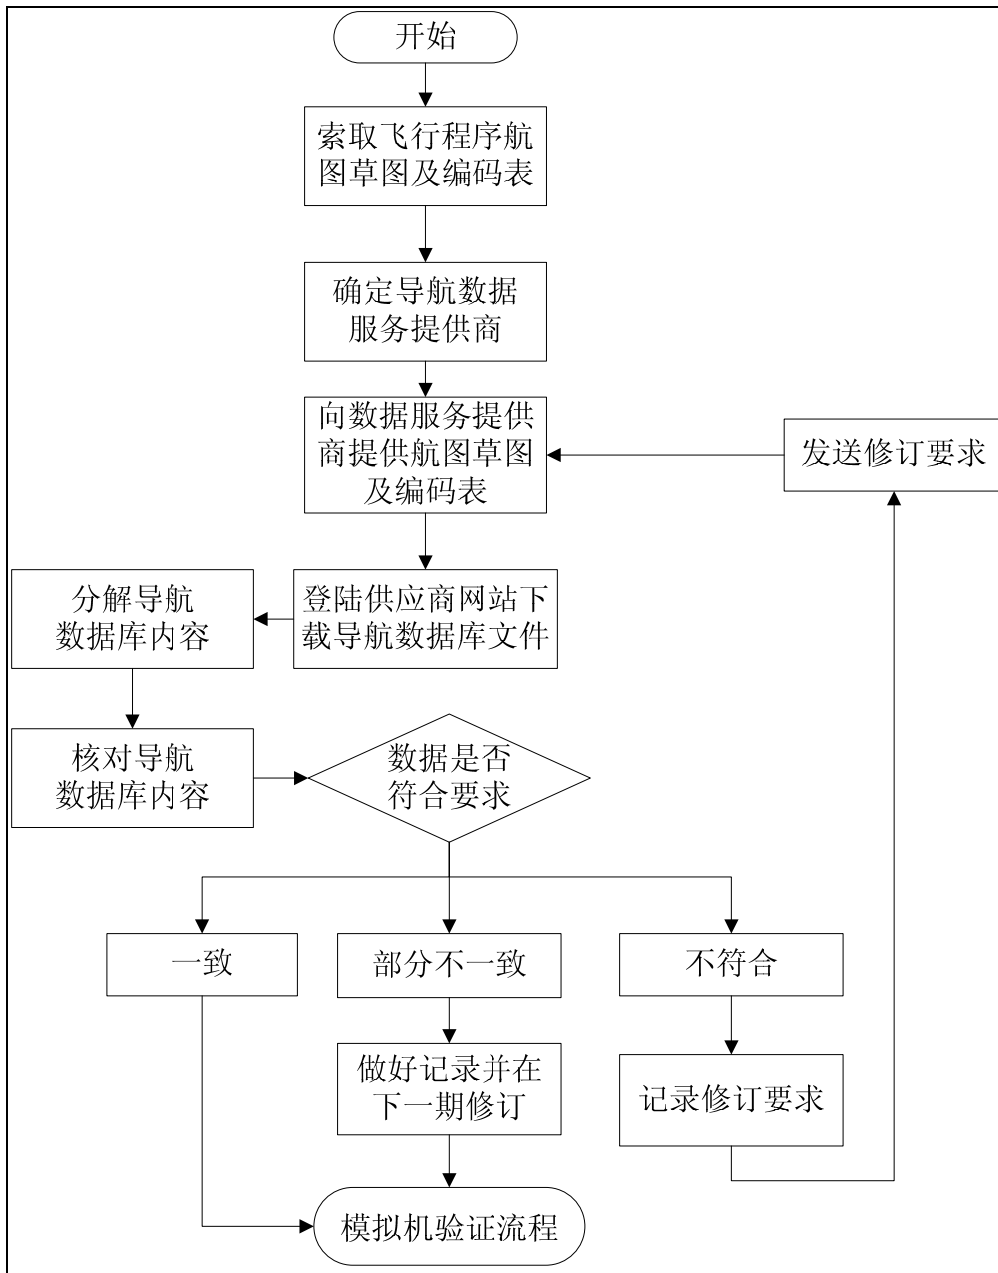 开始
索取飞行程序航
图草图及编码表
确定导航数据
服务提供商
向数据服务提供
商提供航图草图
及编码表
发送修订要求
登陆供应商网站下
载导航数据库文件
分解导航
数据库内容
核对导航
数据库内容
数据是否
符合要求
一致
部分不一致
不符合
做好记录并在
下一期修订
记录修订要求
模拟机验证流程